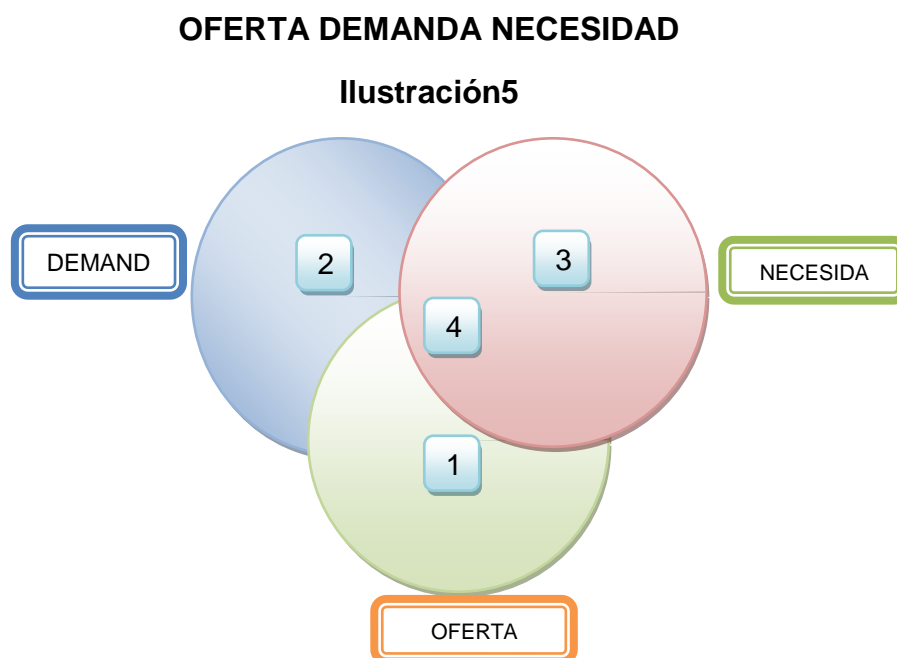 OFERTA DEMANDA NECESIDAD
Ilustración5
2
3
DEMAND
NECESIDA
4
1
OFERTA